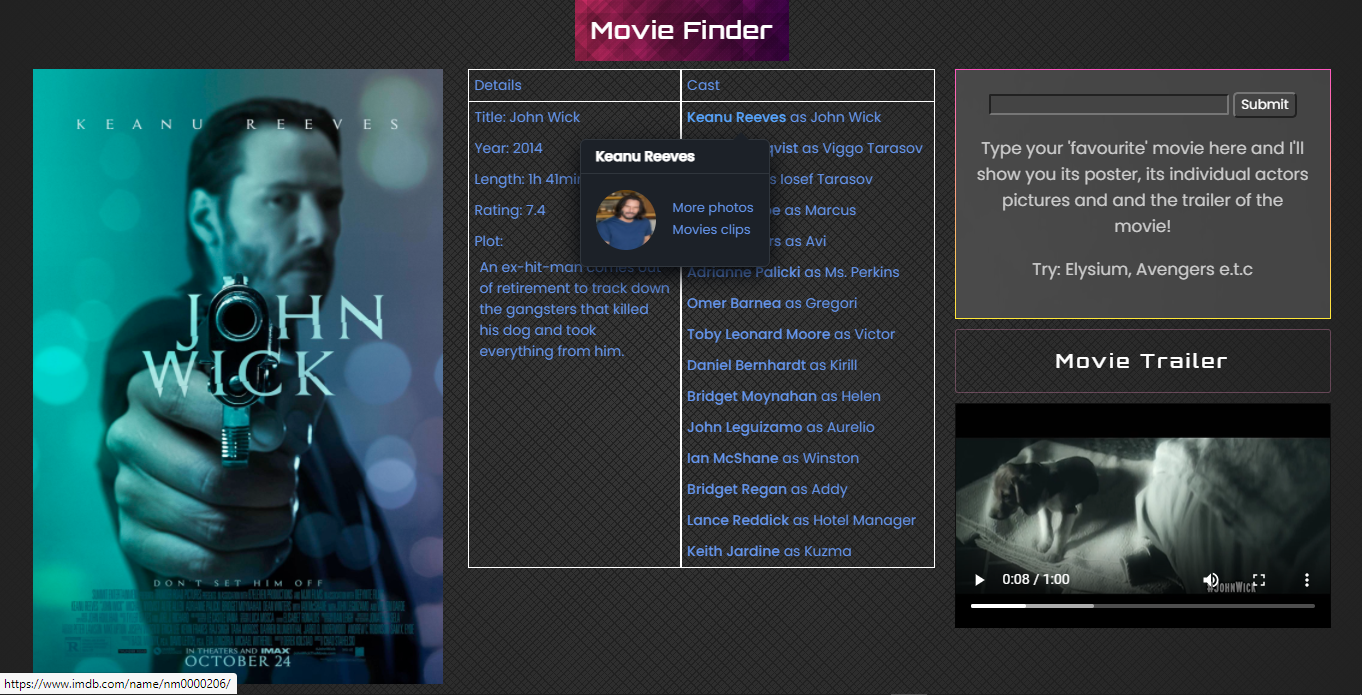 Movie Finder
KEANU REEVES
JOHN
WICK
DON'T SET HIM OFF
IN THEATERS AND IMAX
OCTOBER 24
Details
Title: John Wick
Year: 2014
Length: 1h 41min
Rating: 7.4
Plot:
An ex-hit-man comes out
of retirement to track down
the gangsters that killed
his dog and took
everything from him.
Cast
Keanu Reeves as John Wick
as Viggo Tarasov
Iosef Tarasov
as Marcus
as Avi
Adrianne Palicki as Ms. Perkins
Omer Barnea as Gregori
Toby Leonard Moore as Victor
Daniel Bernhardt as Kirill
Bridget Moynahan as Helen
John Leguizamo as Aurelio
Ian McShane as Winston
Bridget Regan as Addy
Lance Reddick as Hotel Manager
Keith Jardine as Kuzma
Keanu Reeves
More photos
Movies clips
Submit
Type your 'favourite' movie here and I'll
show you its poster, its individual actors
pictures and and the trailer of the
movie!
Try: Elysium, Avengers e.t.c
Movie Trailer
0:08 / 1:00
#JOHNWICK
https://www.imdb.com/name/nm0000206/